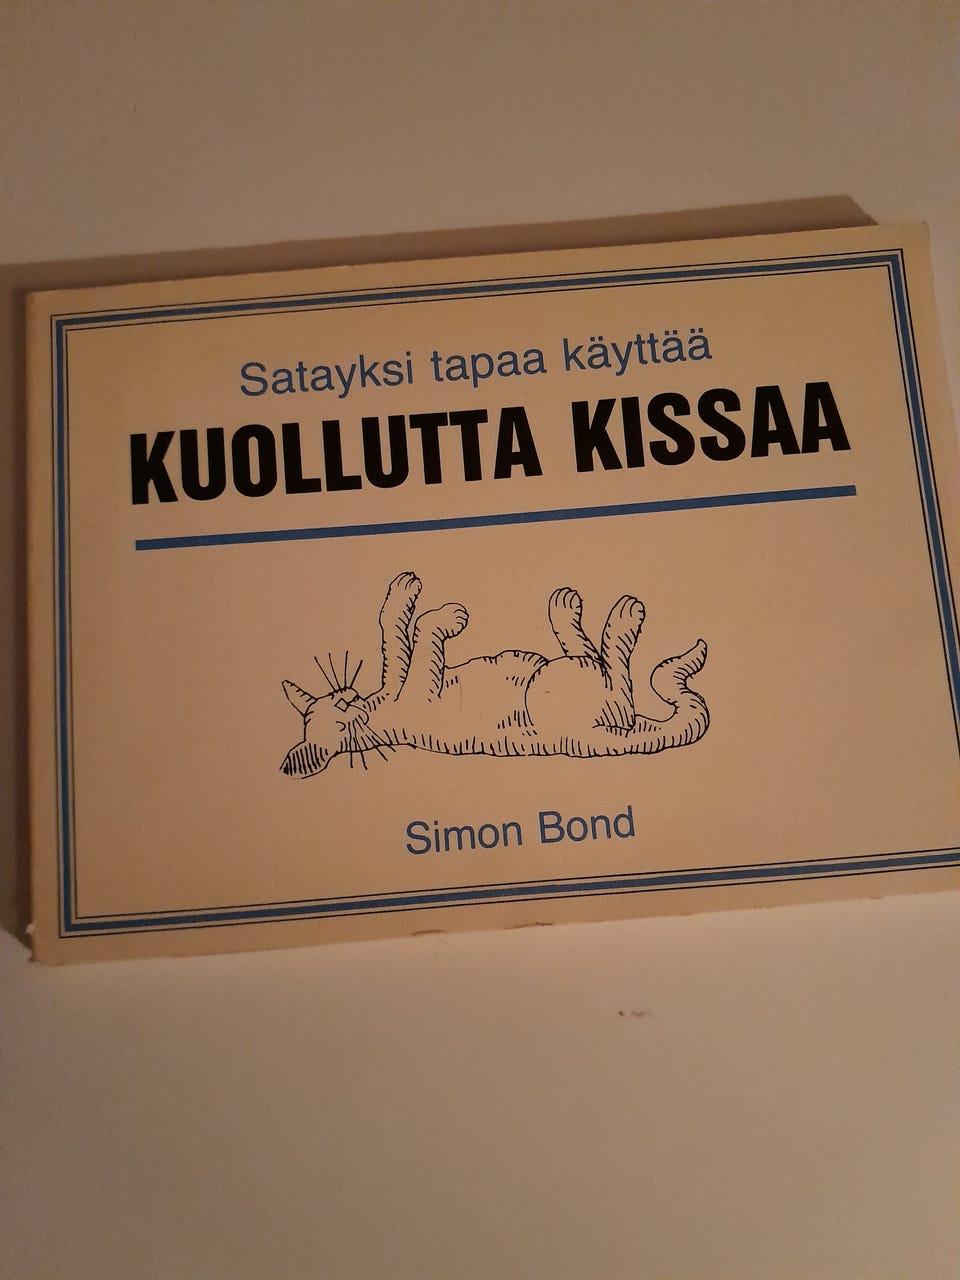 Satayksi tapaa käyttää
KUOLLUTTA KISSAA
Simon Bond